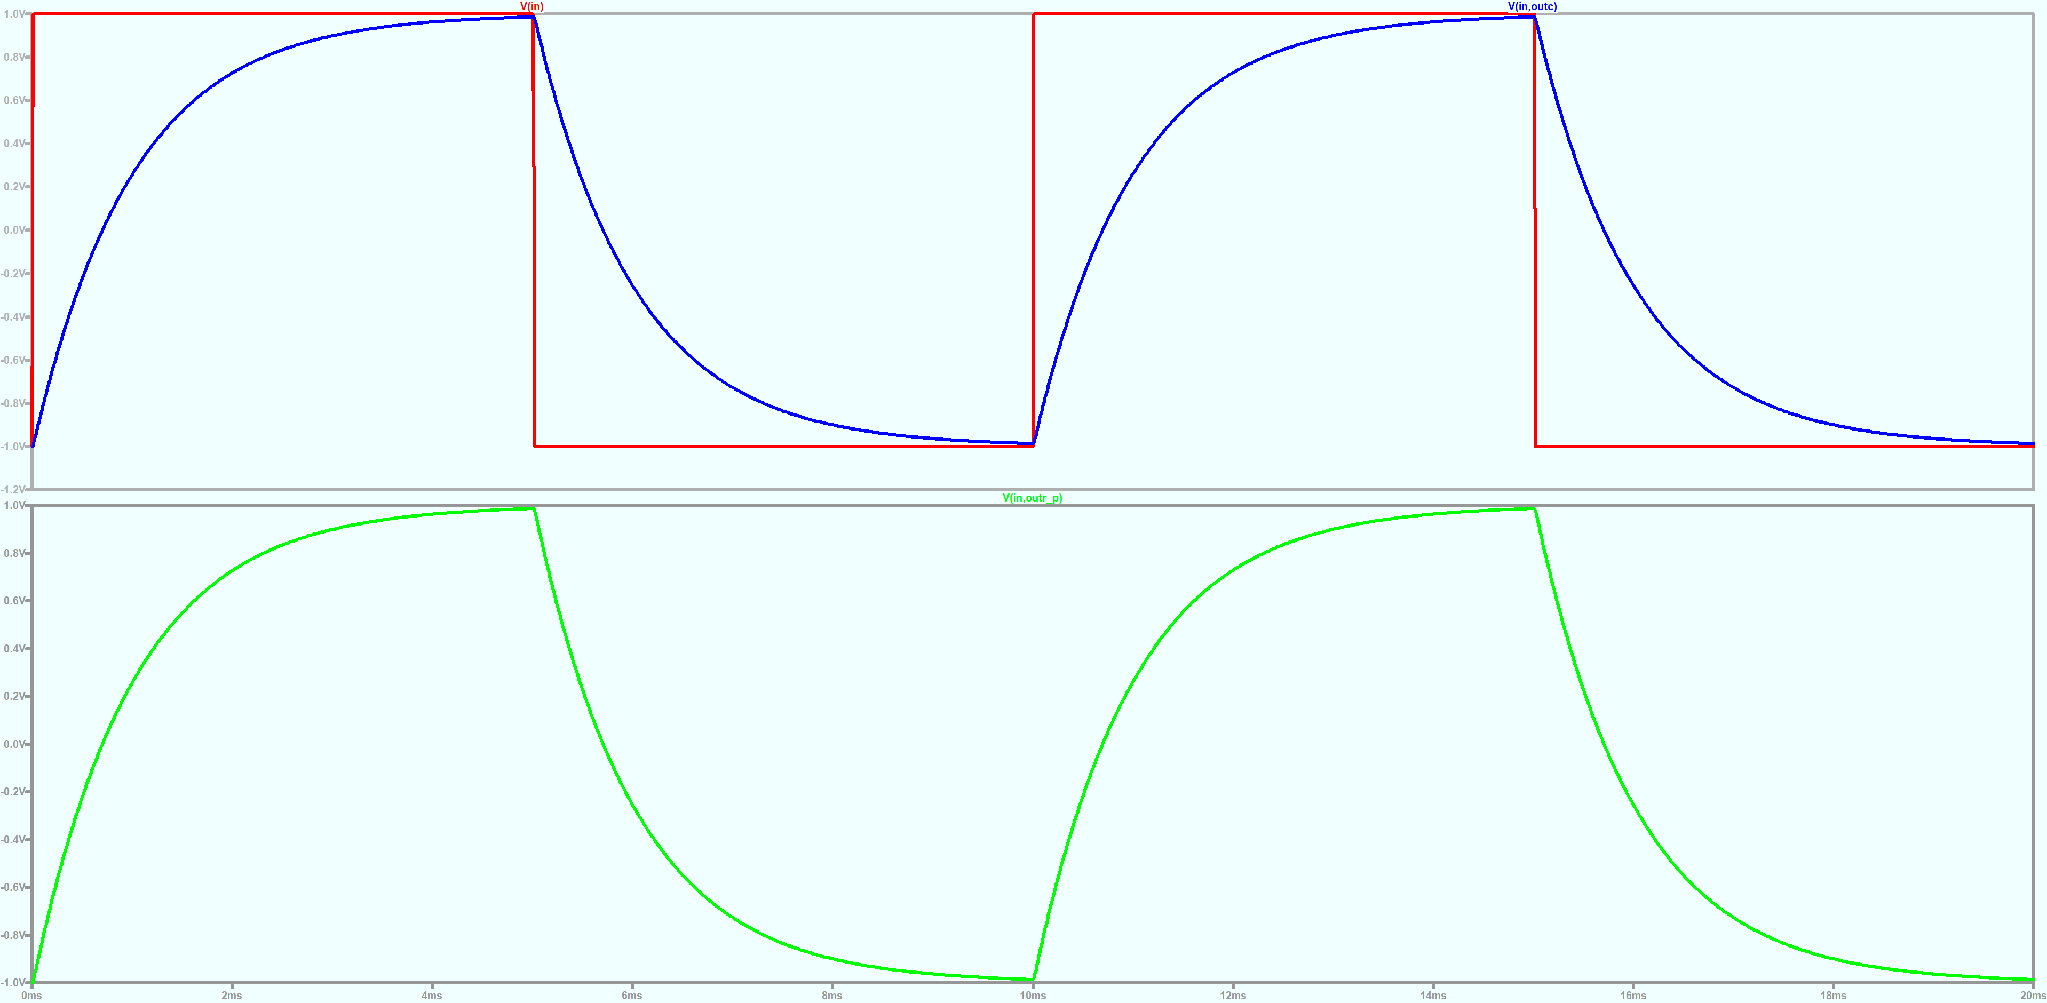 V(in) V(in,outc)
1.0V
0.8V
0.6V
0.4V
0.2V
0.0V
-0.2V
-0.4V
-0.6V
-0.8V
-1.0V
-1.2V
V(in,outr_p)
1.0V
0.8V
0.6V
0.4V
0.2V
0.0V
-0.2V
-0.4V
-0.6V
-0.8V
-1.0V
0ms 2ms 4ms 6ms 8ms 10ms 12ms 14ms 16ms 18ms 20ms